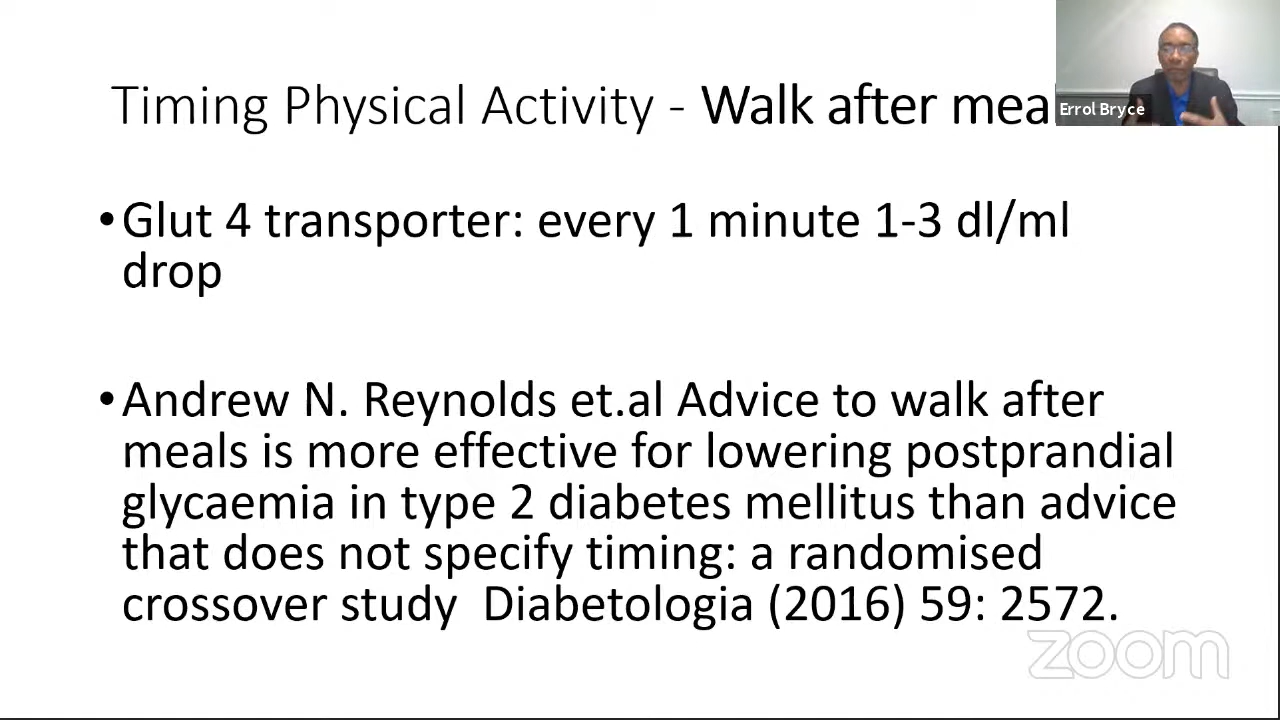 Timing Physical Activity - Walk after mea
Errol Bryce
•Glut 4 transporter: every 1 minute 1-3 dl/ml
drop
•Andrew N. Reynolds et.al Advice to walk after
meals is more effective for lowering postprandial
glycaemia in type 2 diabetes mellitus than advice
that does not specify timing: a randomised
crossover study  Diabetologia (2016) 59: 2572.
zoom